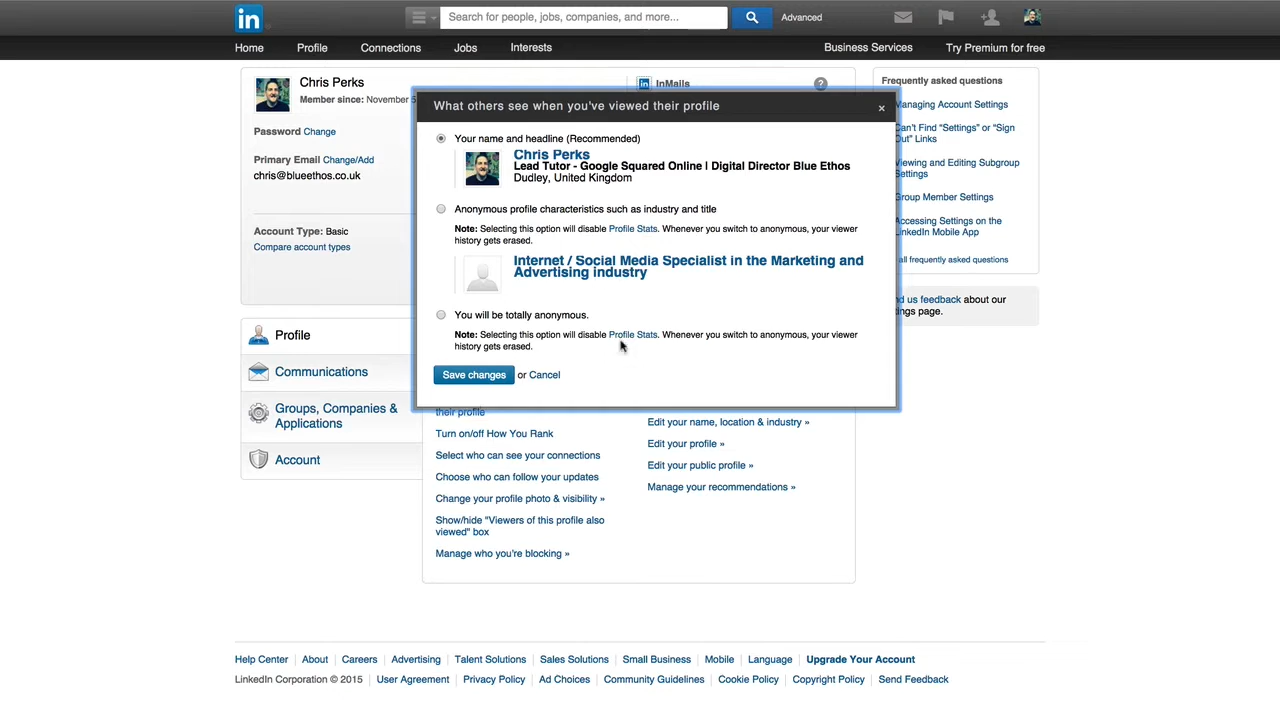 in
Search for people, jobs, companies, and more...
Advanced
Home
Profile
Connections
Jobs
Interests
Business Services
Try Premium for free
Chris Perks
Member since: November 5
Password Change
Primary Email Change/Add
chris@blueethos.co.uk
Account Type: Basic
Compare account types
in InMails
?
Frequently asked questions
Managing Account Settings
Can't Find “Settings” or “Sign
Out” Links
Viewing and Editing Subgroup
Settings
Group Member Settings
Accessing Settings on the
LinkedIn Mobile App
all frequently asked questions
nd us feedback about our
ings page.
What others see when you've viewed their profile
×
Your name and headline (Recommended)
Chris Perks
Lead Tutor - Google Squared Online | Digital Director Blue Ethos
Dudley, United Kingdom
Anonymous profile characteristics such as industry and title
Note: Selecting this option will disable Profile Stats. Whenever you switch to anonymous, your viewer
history gets erased.
Internet / Social Media Specialist in the Marketing and
Advertising industry
You will be totally anonymous.
Note: Selecting this option will disable Profile Stats. Whenever you switch to anonymous, your viewer
history gets erased.
Save changes or Cancel
Profile
Communications
Groups, Companies &
Applications
Account
their profile
Turn on/off How You Rank
Select who can see your connections
Choose who can follow your updates
Change your profile photo & visibility »
Show/hide "Viewers of this profile also
viewed" box
Manage who you're blocking »
Edit your name, location & industry »
Edit your profile »
Edit your public profile »
Manage your recommendations »
Help Center
About
Careers
Advertising
Talent Solutions
Sales Solutions
Small Business
Mobile
Language
Upgrade Your Account
LinkedIn Corporation © 2015
User Agreement
Privacy Policy
Ad Choices
Community Guidelines
Cookie Policy
Copyright Policy
Send Feedback